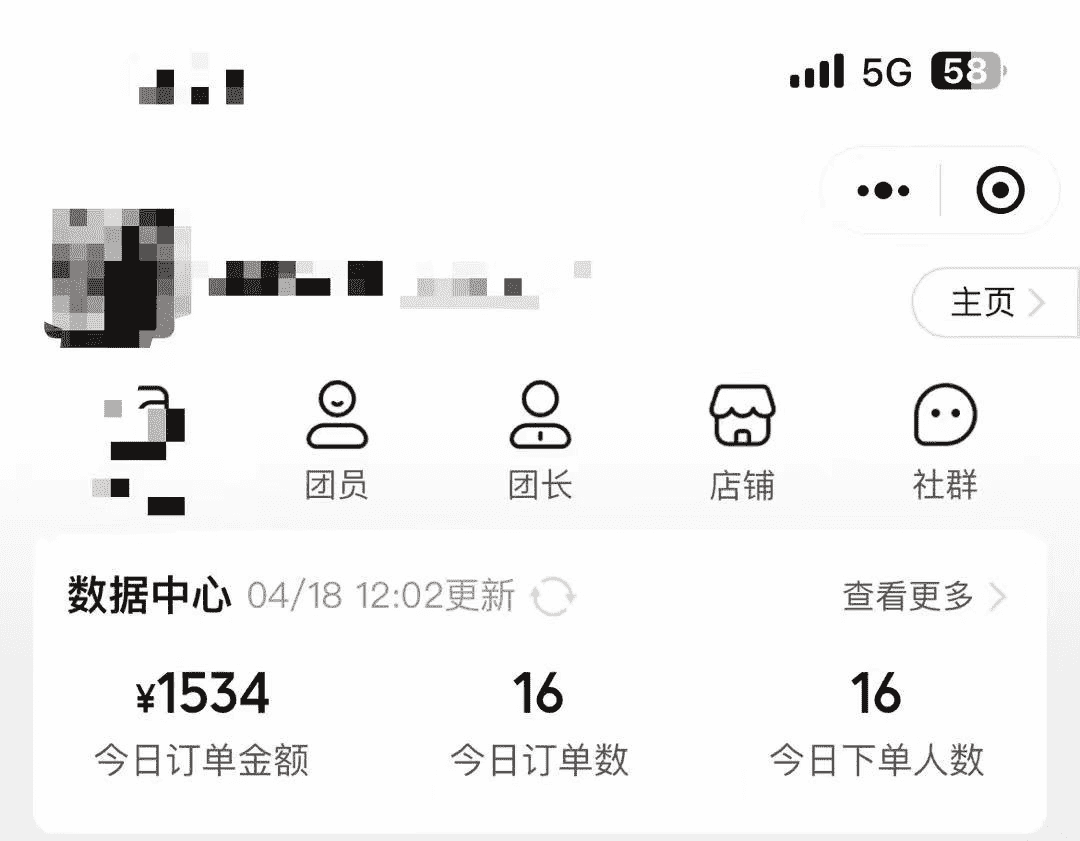 5G 58
主页
团员 团长 店铺 社群
数据中心 04/18 12:02更新 查看更多
¥1534 16 16
今日订单金额 今日订单数 今日下单人数